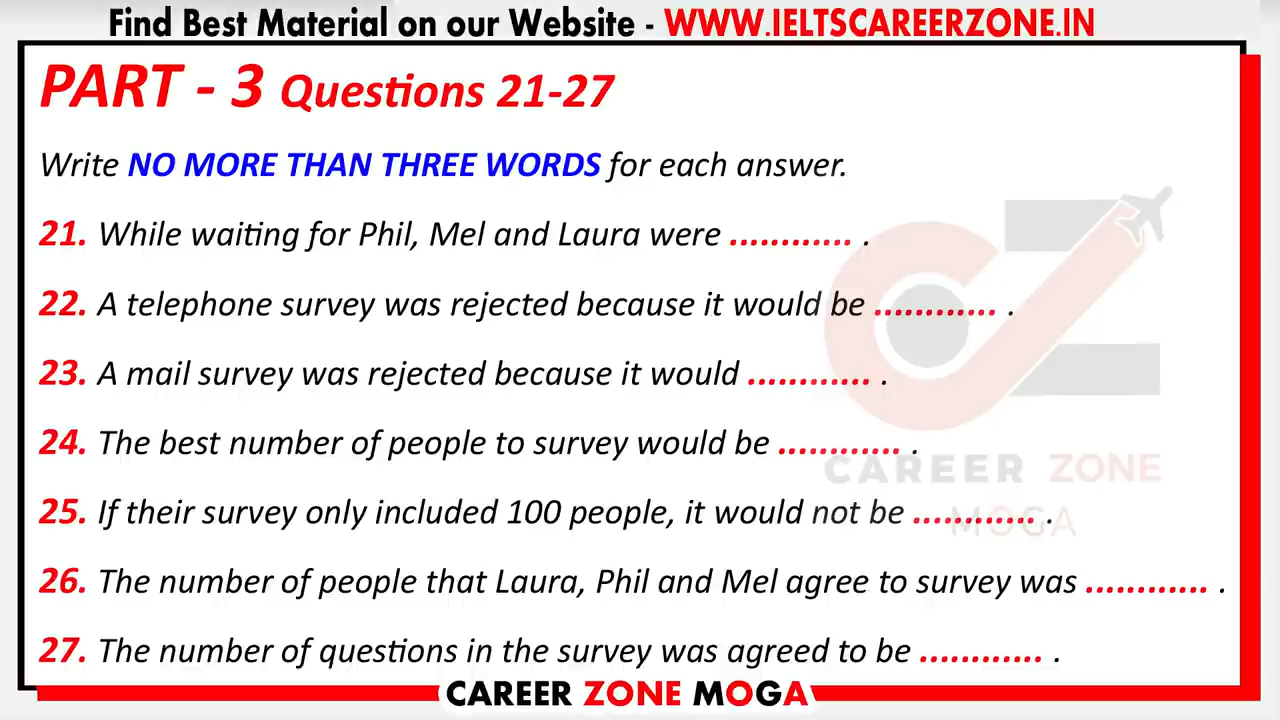 Find Best Material on our Website - WWW.IELTSCAREERZONE.IN
PART - 3 Questions 21-27
Write NO MORE THAN THREE WORDS for each answer.
21. While waiting for Phil, Mel and Laura were ............ .
22. A telephone survey was rejected because it would be ............ .
23. A mail survey was rejected because it would ............ .
24. The best number of people to survey would be ............ .
CAREER ZONE
25. If their survey only included 100 people, it would not be ............ .
MOGA
26. The number of people that Laura, Phil and Mel agree to survey was ............ .
27. The number of questions in the survey was agreed to be ............ .
CAREER ZONE MOGA